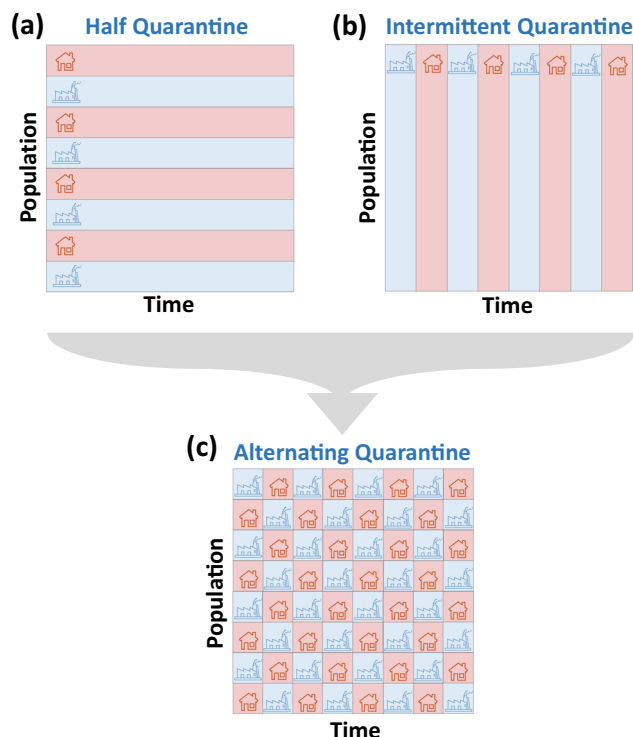 (a) Half Quarantine
Population
Time
(b) Intermittent Quarantine
Population
Time
(c) Alternating Quarantine
Population
Time